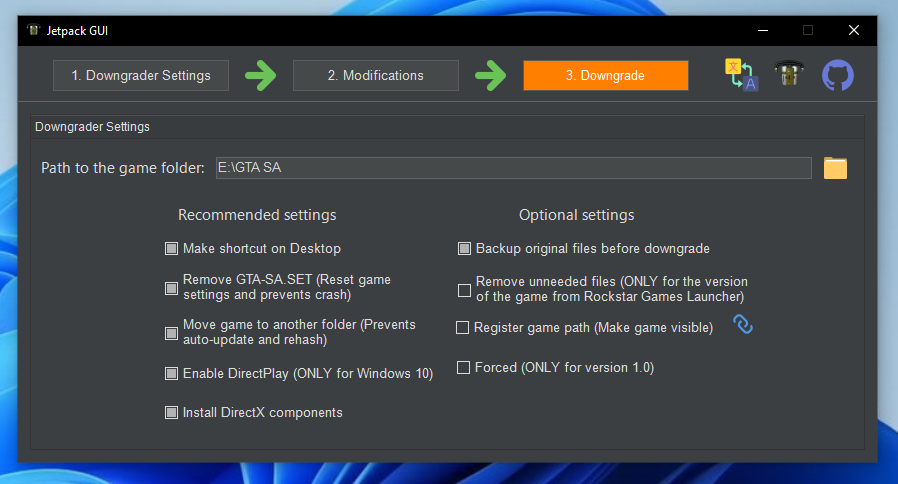 Jetpack GUI
1. Downgrader Settings
2. Modifications
3. Downgrade
文
A
Downgrader Settings
Path to the game folder:
E:\GTA SA
Recommended settings
Make shortcut on Desktop
Remove GTA-SA.SET (Reset game
settings and prevents crash)
Move game to another folder (Prevents
auto-update and rehash)
Enable DirectPlay (ONLY for Windows 10)
Install DirectX components
Optional settings
Backup original files before downgrade
Remove unneeded files (ONLY for the version
of the game from Rockstar Games Launcher)
Register game path (Make game visible)
Forced (ONLY for version 1.0)